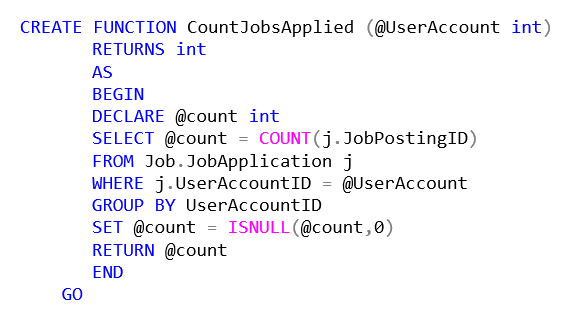 CREATE FUNCTION CountJobsApplied (@UserAccount int)
RETURNS int
AS
BEGIN
DECLARE @count int
SELECT @count = COUNT(j.JobPostingID)
FROM Job.JobApplication j
WHERE j.UserAccountID = @UserAccount
GROUP BY UserAccountID
SET @count = ISNULL(@count,0)
RETURN @count
END
GO